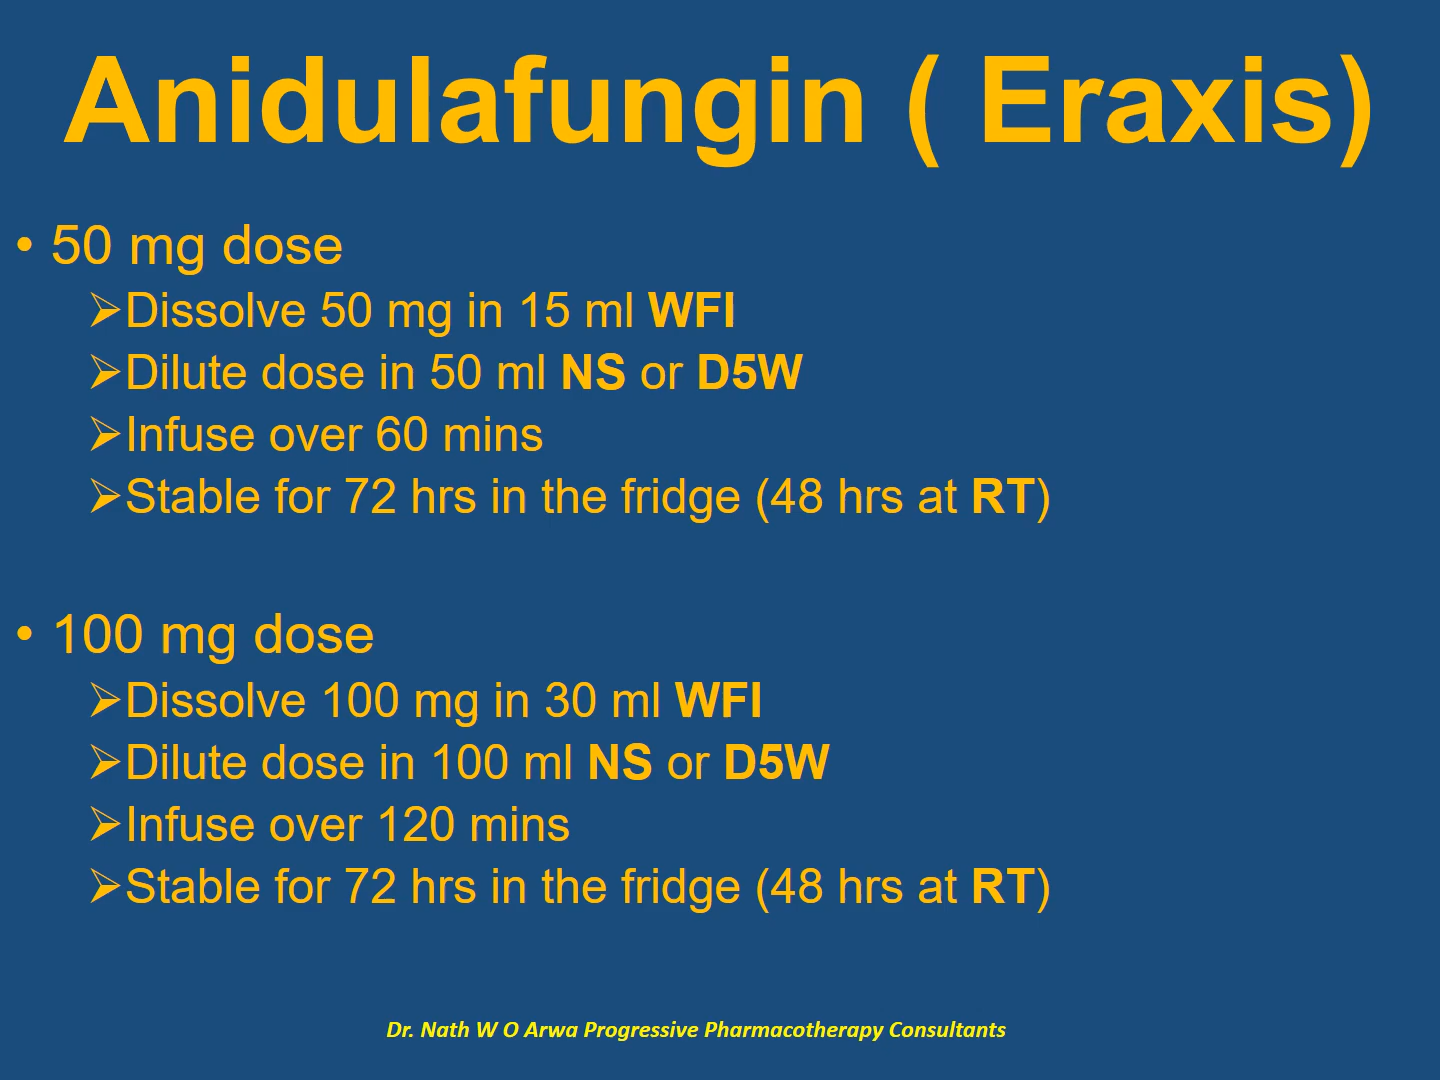 Anidulafungin ( Eraxis)
• 50 mg dose
➢Dissolve 50 mg in 15 ml WFI
➢Dilute dose in 50 ml NS or D5W
➢Infuse over 60 mins
➢Stable for 72 hrs in the fridge (48 hrs at RT)
• 100 mg dose
➢Dissolve 100 mg in 30 ml WFI
➢Dilute dose in 100 ml NS or D5W
➢Infuse over 120 mins
➢Stable for 72 hrs in the fridge (48 hrs at RT)
Dr. Nath W O Arwa Progressive Pharmacotherapy Consultants